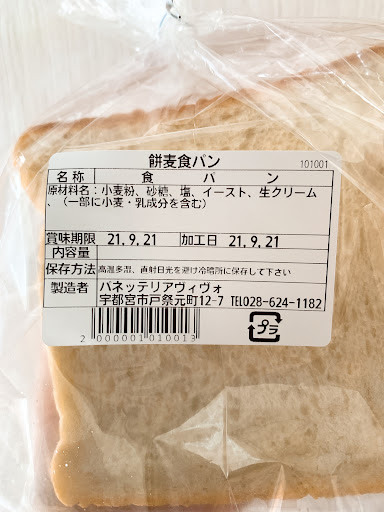 餅麦食パン 101001
名称 食パン
原材料名：小麦粉、砂糖、塩、イースト、生クリーム
、（一部に小麦・乳成分を含む）
賞味期限 21. 9. 21 加工日 21. 9. 21
内容量
保存方法 高温多湿、直射日光を避け冷暗所に保存して下さい
製造者 パネッテリアヴィヴォ
宇都宮市戸祭元町12-7 TEL028-624-1182
2 000001 010013
プラ